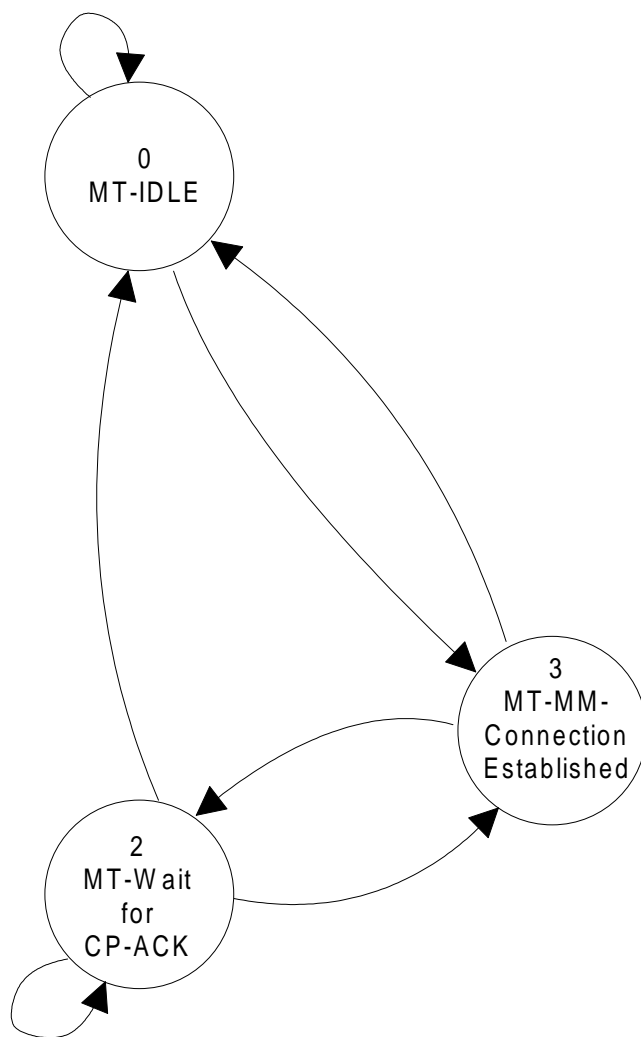 0
MT-IDLE
3
MT-MM-
Connection
Established
2
MT-Wait
for
CP-ACK